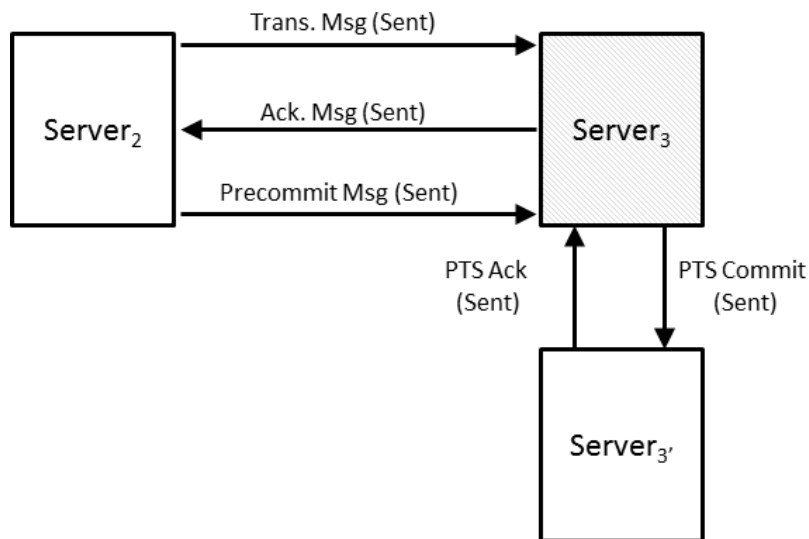 Trans. Msg (Sent)
Server₂
Ack. Msg (Sent)
Server₃
Precommit Msg (Sent)
PTS Ack
(Sent)
PTS Commit
(Sent)
Server₃'